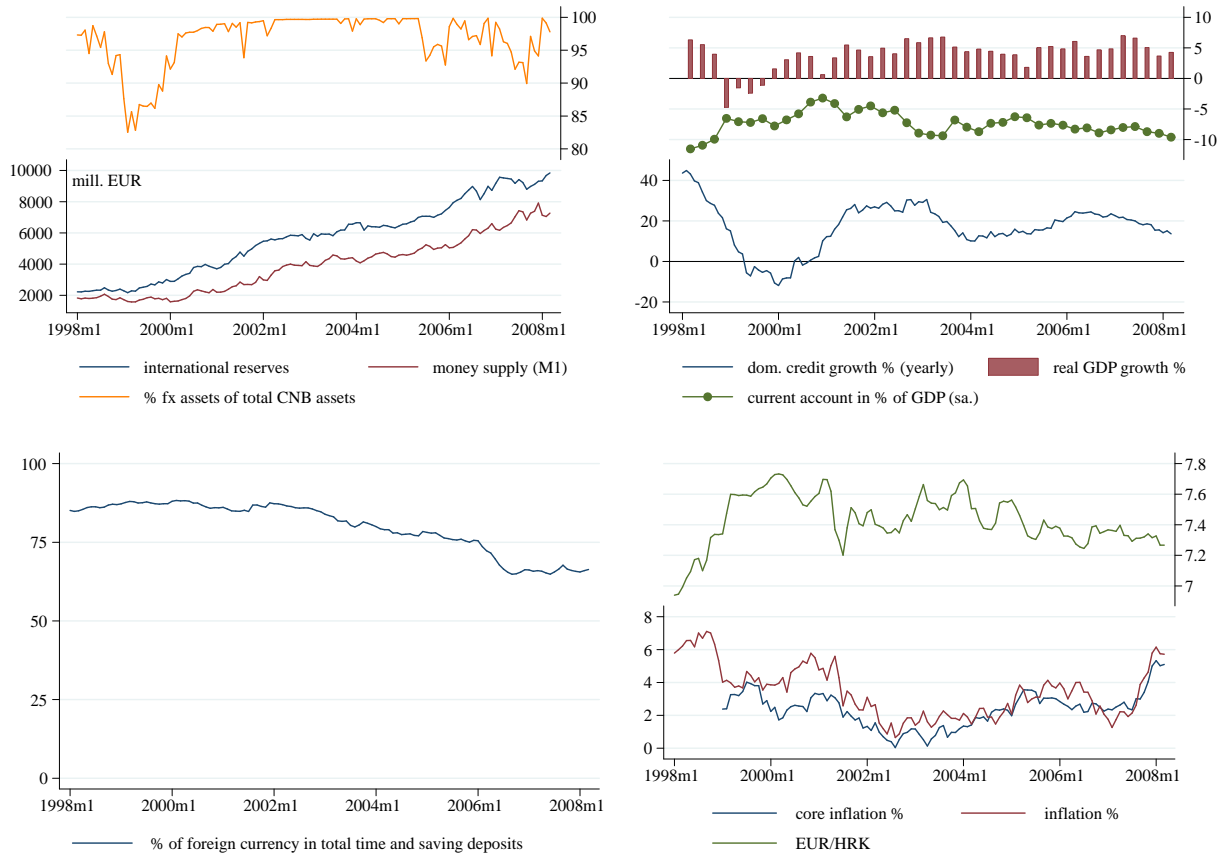 100
95
90
85
80
10000
8000
6000
4000
2000
mill. EUR
1998m1 2000m1 2002m1 2004m1 2006m1 2008m1
international reserves money supply (M1)
% fx assets of total CNB assets
10
5
0
-5
-10
40
20
0
-20
1998m1 2000m1 2002m1 2004m1 2006m1 2008m1
dom. credit growth % (yearly) real GDP growth %
current account in % of GDP (sa.)
100
75
50
25
0
1998m1 2000m1 2002m1 2004m1 2006m1 2008m1
% of foreign currency in total time and saving deposits
7.8
7.6
7.4
7.2
7
8
6
4
2
0
1998m1 2000m1 2002m1 2004m1 2006m1 2008m1
core inflation % inflation %
EUR/HRK